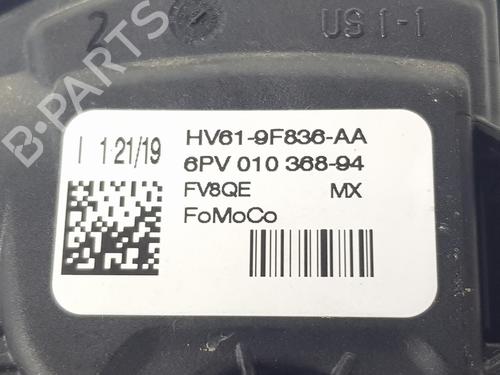 2
US 1-1
HV61-9F836-AA
I 1 21/19
6PV 010 368-94
FV8QE MX
FoMoCo
B-PARTS